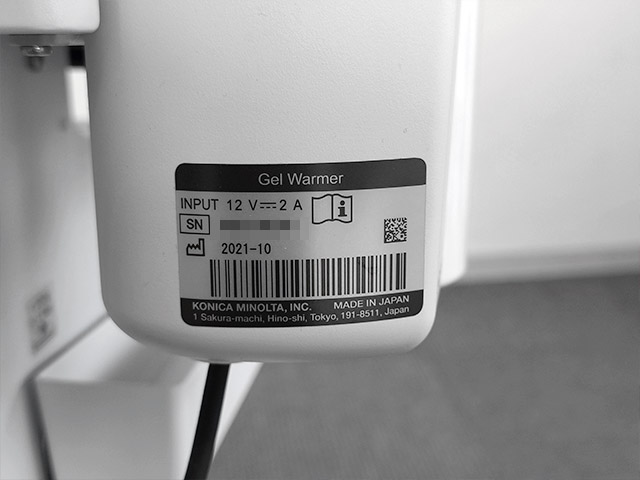 Gel Warmer
INPUT 12 V⎓2 A
SN
2021-10
KONICA MINOLTA, INC. MADE IN JAPAN
1 Sakura-machi, Hino-shi, Tokyo, 191-8511, Japan